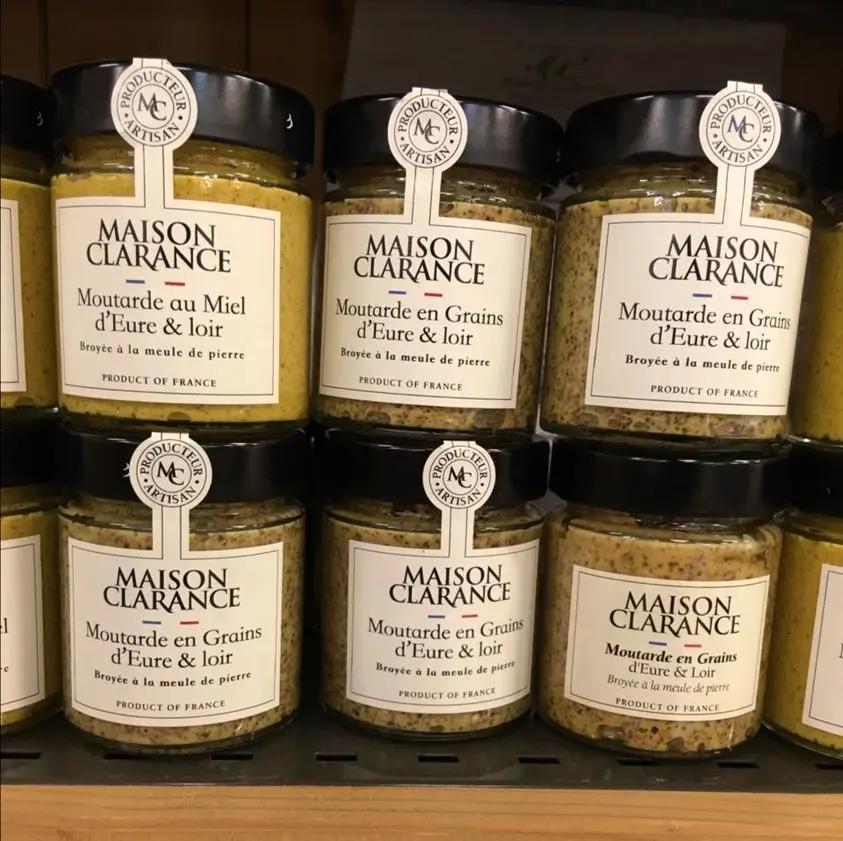 PRODUCTEUR
MC
ARTISAN
MAISON
CLARANCE
Moutarde au Miel
d'Eure & loir
Broyée à la meule de pierre
PRODUCT OF FRANCE
PRODUCTEUR
MC
ARTISAN
MAISON
CLARANCE
Moutarde en Grains
d'Eure & loir
Broyée à la meule de pierre
PRODUCT OF FRANCE
PRODUCTEUR
MC
ARTISAN
MAISON
CLARANCE
Moutarde en Grains
d'Eure & loir
Broyée à la meule de pierre
PRODUCT OF FRANCE
PRODUCTEUR
MC
ARTISAN
MAISON
CLARANCE
Moutarde en Grains
d'Eure & loir
Broyée à la meule de pierre
PRODUCT OF FRANCE
PRODUCTEUR
MC
ARTISAN
MAISON
CLARANCE
Moutarde en Grains
d'Eure & loir
Broyée à la meule de pierre
PRODUCT OF FRANCE
MAISON
CLARANCE
Moutarde en Grains
d'Eure & Loir
Broyée à la meule de pierre
PRODUCT OF FRANCE